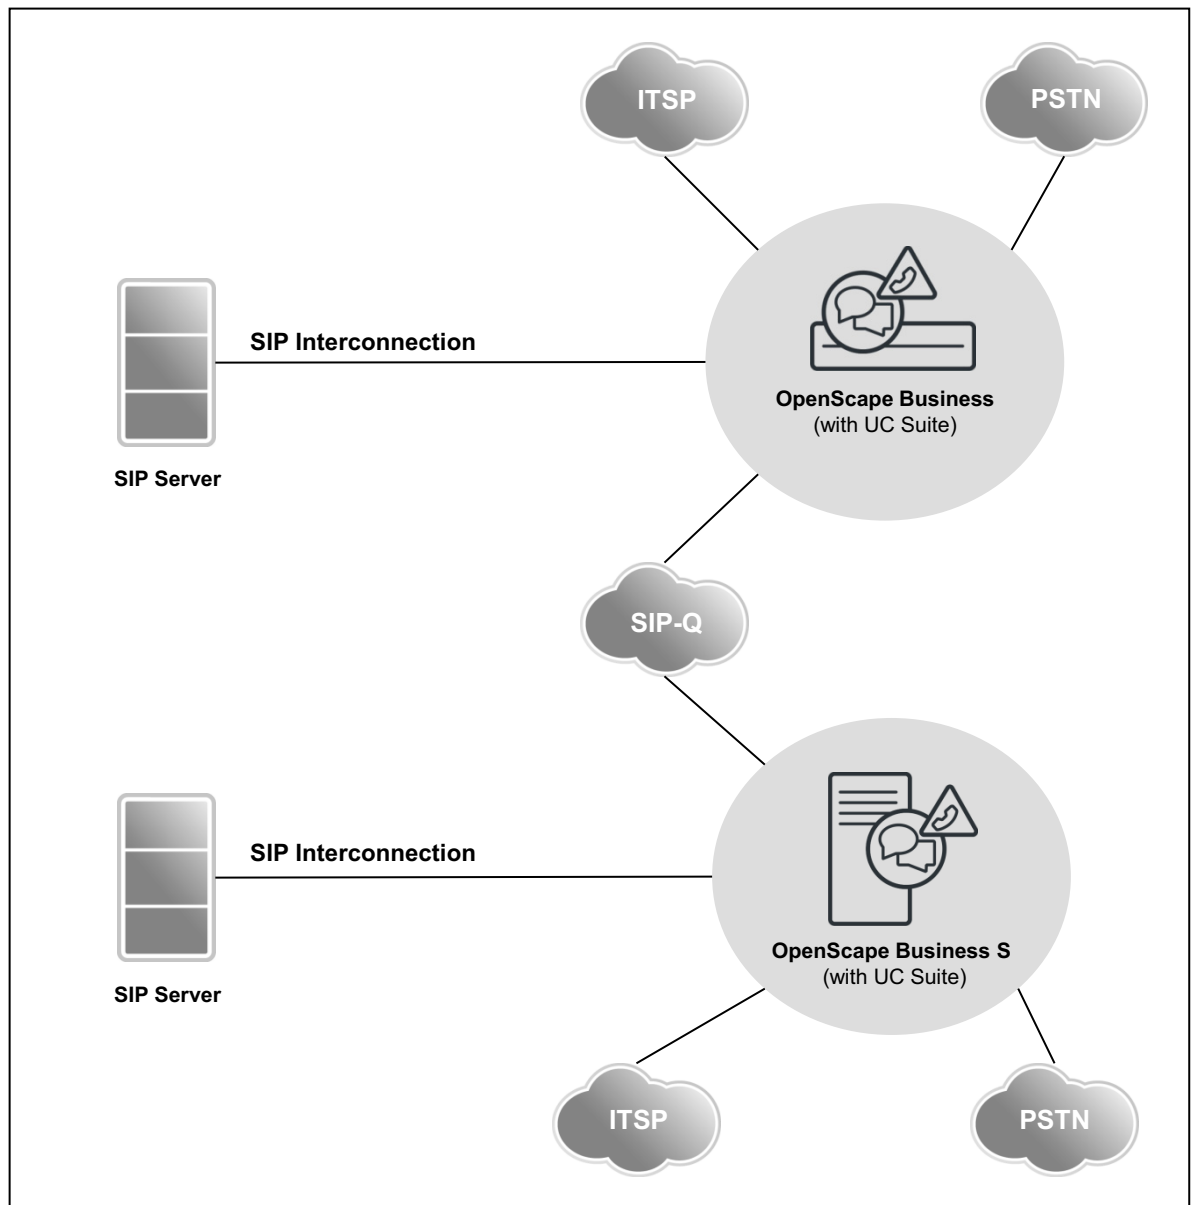 ITSP
PSTN
SIP Interconnection
OpenScape Business
(with UC Suite)
SIP Server
SIP-Q
SIP Interconnection
OpenScape Business S
(with UC Suite)
SIP Server
ITSP
PSTN